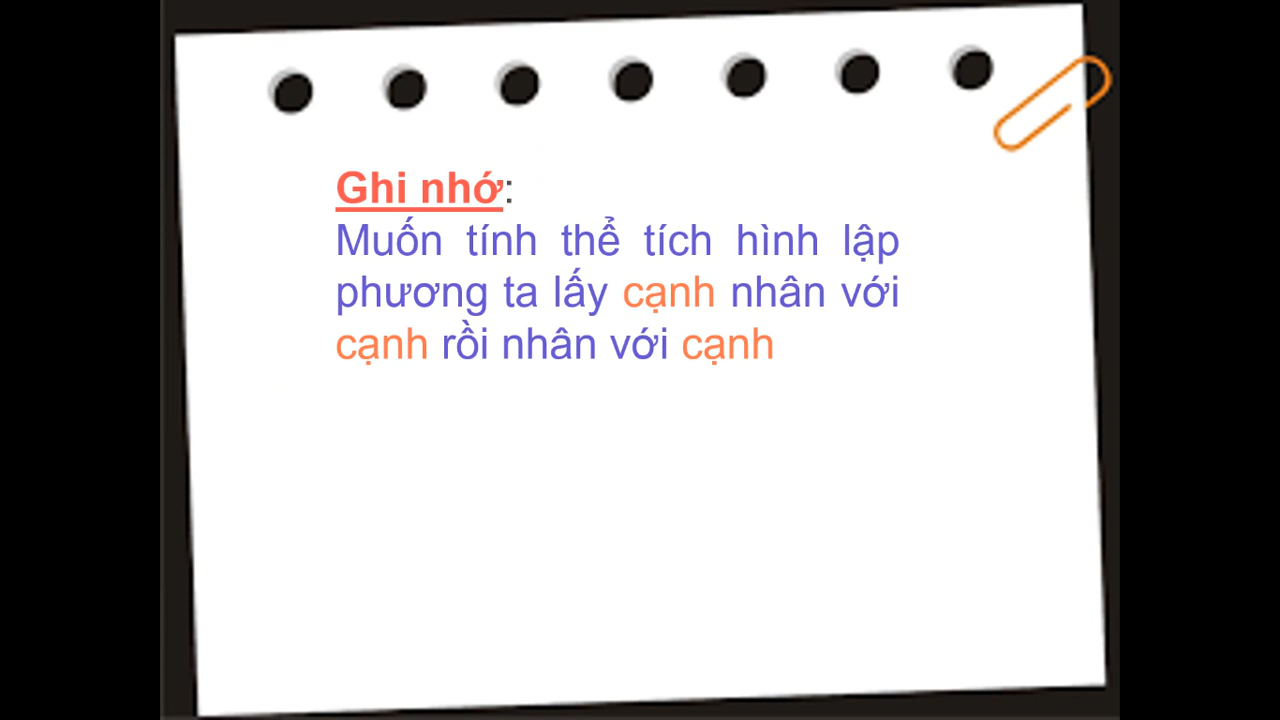 Ghi nhớ:
Muốn tính thể tích hình lập
phương ta lấy cạnh nhân với
cạnh rồi nhân với cạnh